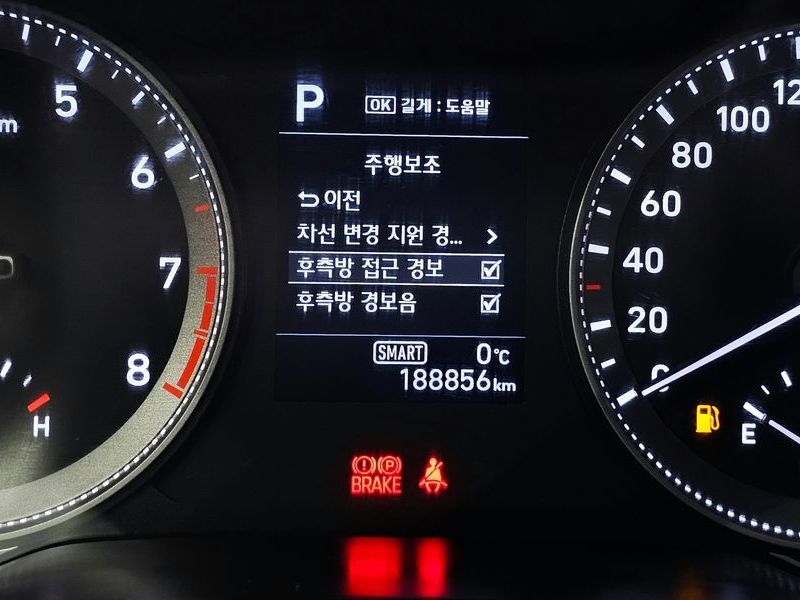 P OK 길게 : 도움말
주행보조
이전
차선 변경 지원 경...
후측방 접근 경보
후측방 경보음
SMART 0℃
188856km
5
6
7
8
H
120
100
80
60
40
20
0
E
P
BRAKE